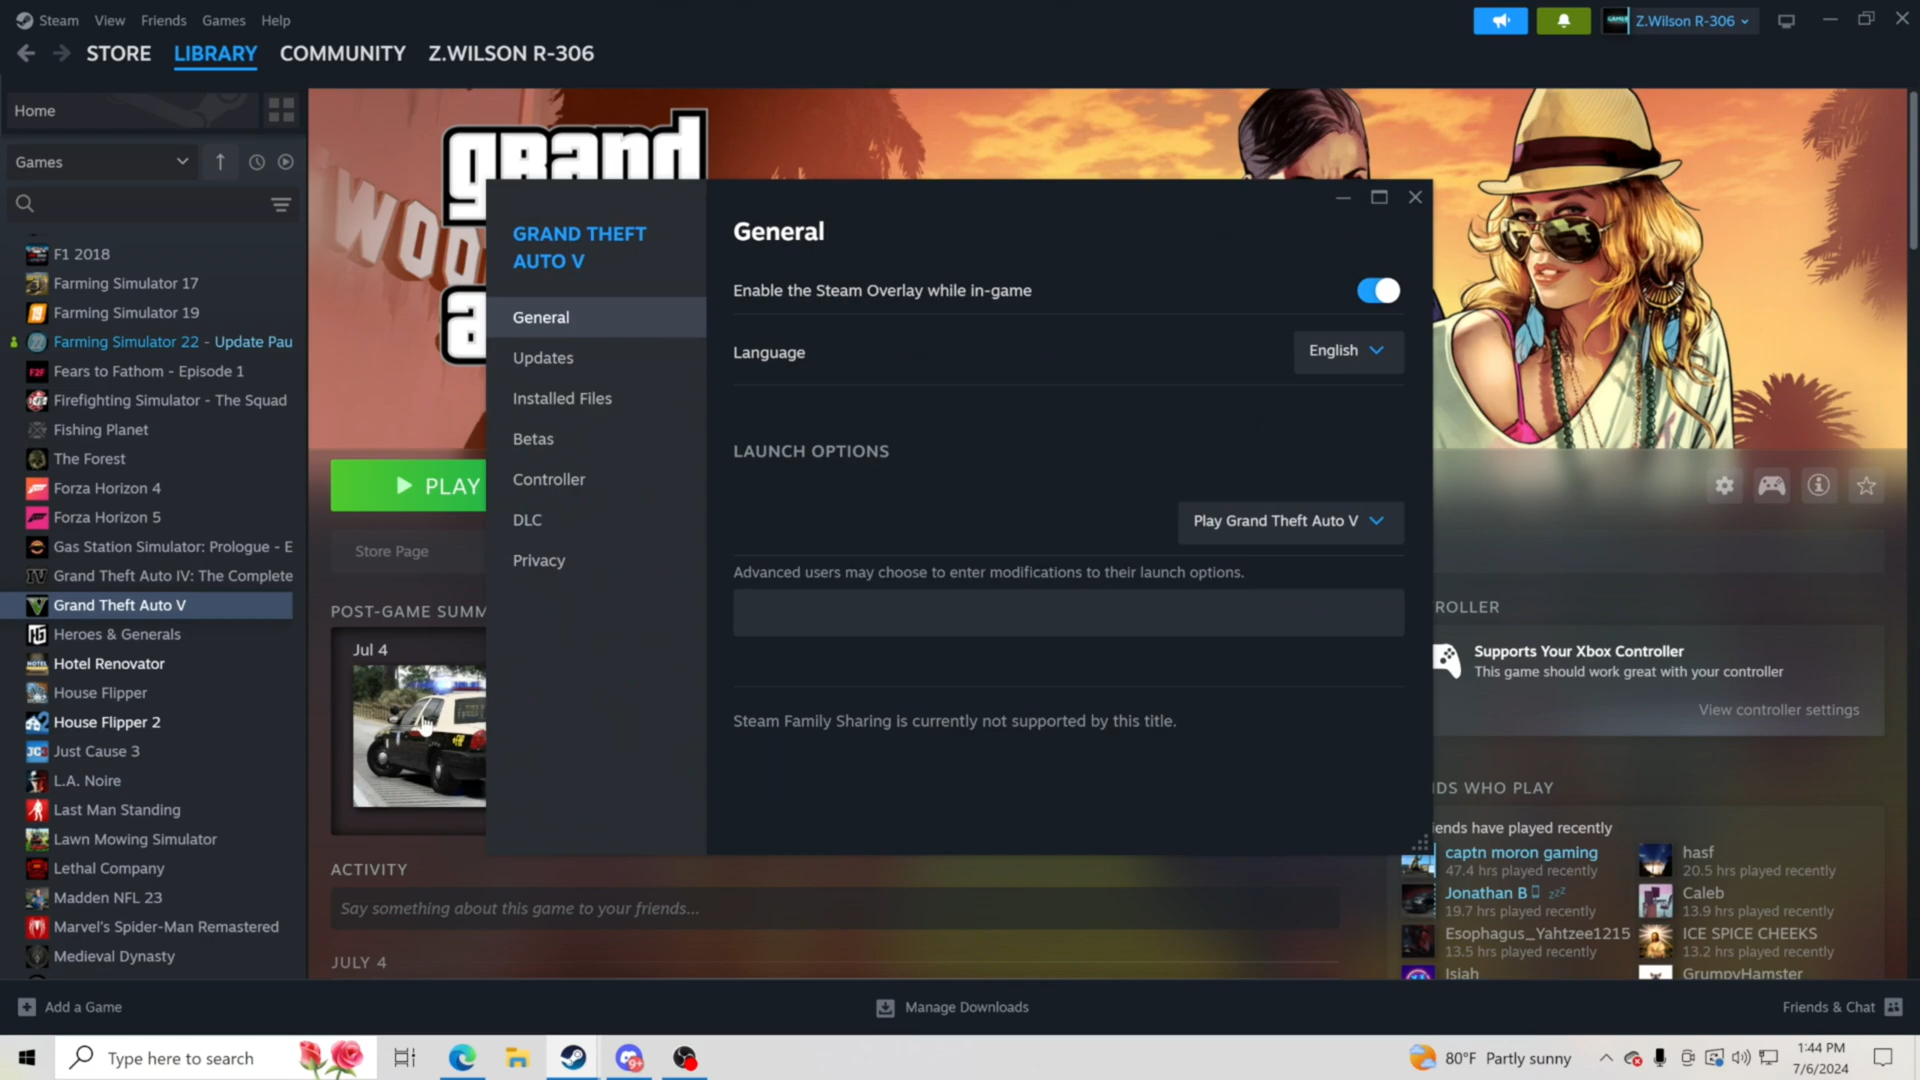 Steam View Friends Games Help
Z.Wilson R-306
STORE LIBRARY COMMUNITY Z.WILSON R-306
Home
Games
F1 2018
Farming Simulator 17
Farming Simulator 19
Farming Simulator 22 - Update Pau
Fears to Fathom - Episode 1
Firefighting Simulator - The Squad
Fishing Planet
The Forest
Forza Horizon 4
Forza Horizon 5
Gas Station Simulator: Prologue - E
Grand Theft Auto IV: The Complete
Grand Theft Auto V
Heroes & Generals
Hotel Renovator
House Flipper
House Flipper 2
Just Cause 3
L.A. Noire
Last Man Standing
Lawn Mowing Simulator
Lethal Company
Madden NFL 23
Marvel's Spider-Man Remastered
Medieval Dynasty
grand
a
PLAY
Store Page
POST-GAME SUMM
Jul 4
ACTIVITY
Say something about this game to your friends...
JULY 4
GRAND THEFT
AUTO V
General
Updates
Installed Files
Betas
Controller
DLC
Privacy
General
Enable the Steam Overlay while in-game
Language English
LAUNCH OPTIONS
Play Grand Theft Auto V
Advanced users may choose to enter modifications to their launch options.
Steam Family Sharing is currently not supported by this title.
ROLLER
Supports Your Xbox Controller
This game should work great with your controller
View controller settings
DS WHO PLAY
iends have played recently
captn moron gaming
47.4 hrs played recently
hasf
20.5 hrs played recently
Jonathan B zzz
19.7 hrs played recently
Caleb
13.9 hrs played recently
Esophagus_Yahtzee1215
13.5 hrs played recently
ICE SPICE CHEEKS
13.2 hrs played recently
Isiah
GrumpyHamster
Add a Game
Manage Downloads
Friends & Chat
Type here to search
9+
80°F Partly sunny
1:44 PM
7/6/2024